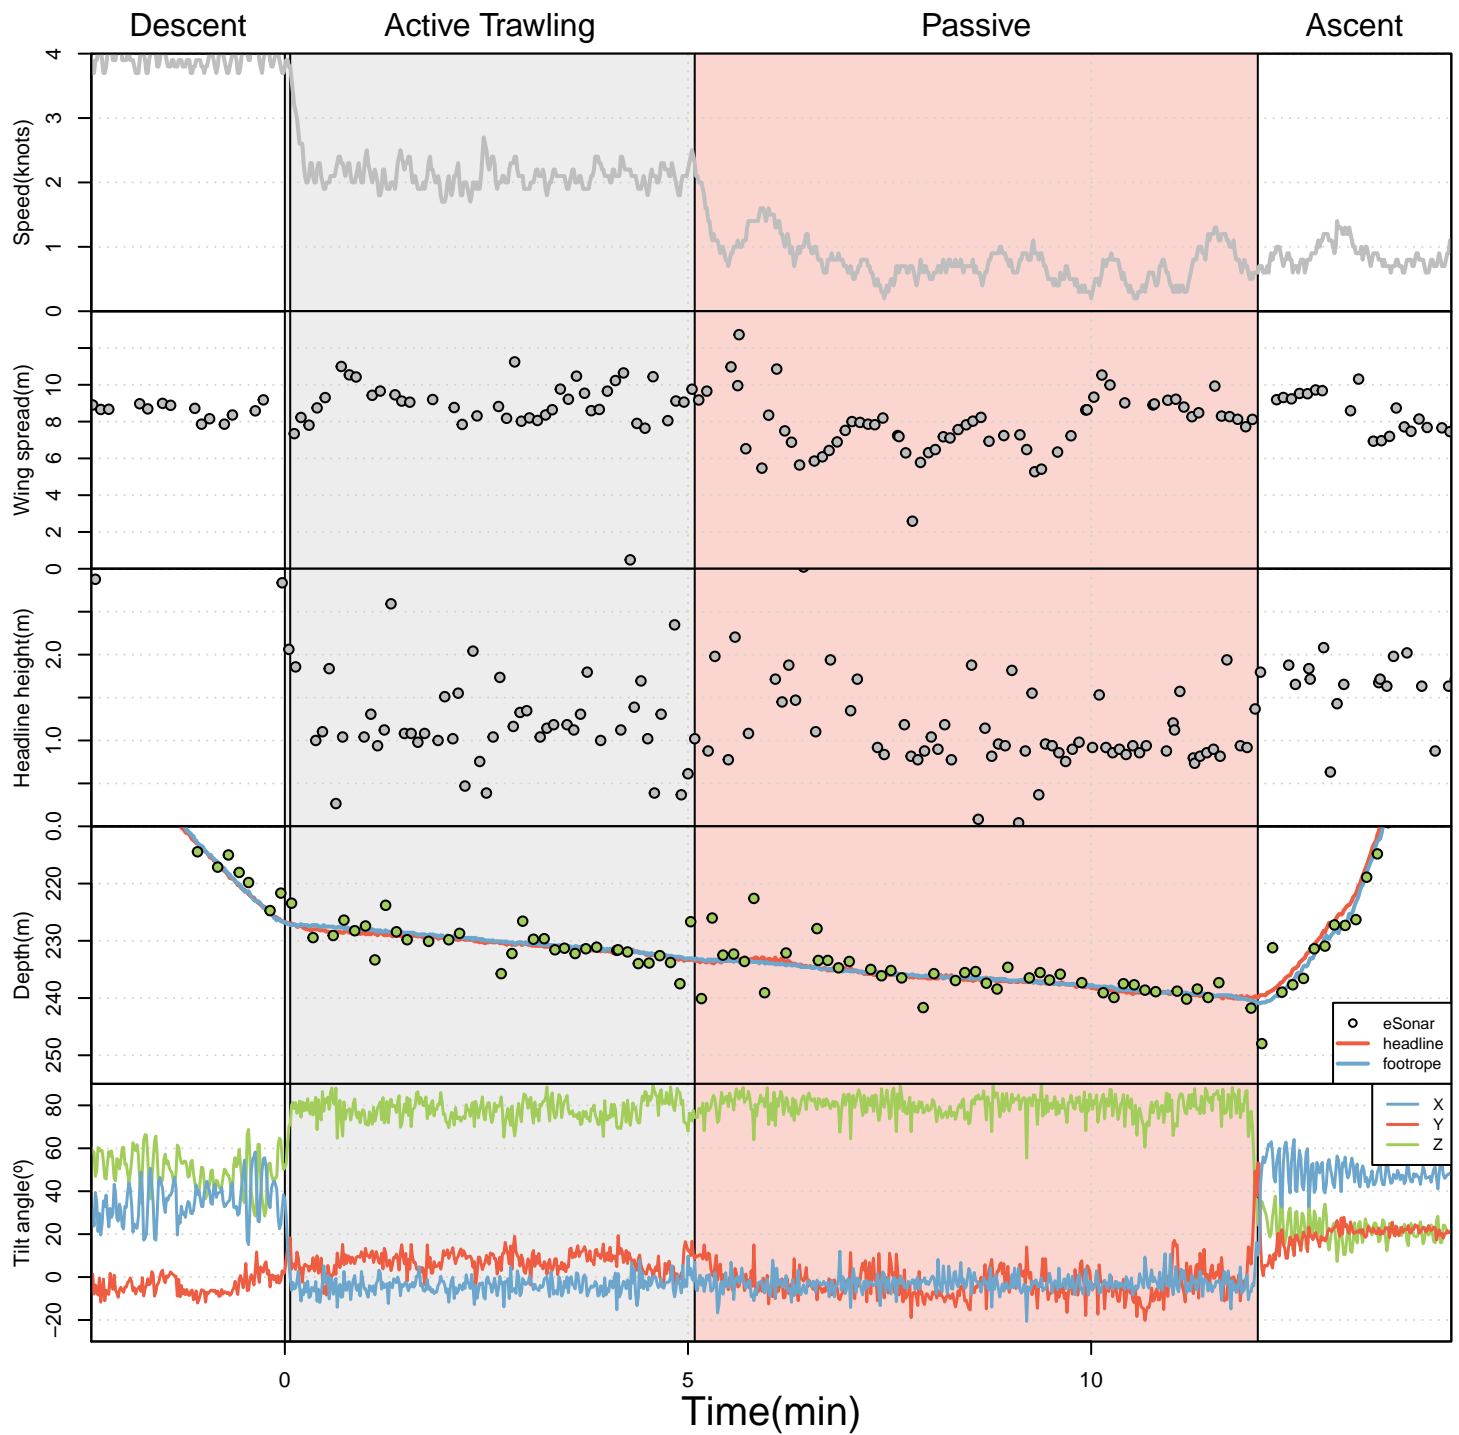 Descent Active Trawling Passive Ascent
Speed(knots)
4
3
2
1
0
Wing spread(m)
10
8
6
4
2
0
Headline height(m)
2.0
1.0
0.0
Depth(m)
220
230
240
250
eSonar
headline
footrope
Tilt angle(º)
80
60
40
20
0
−20
X
Y
Z
0 5 10
Time(min)